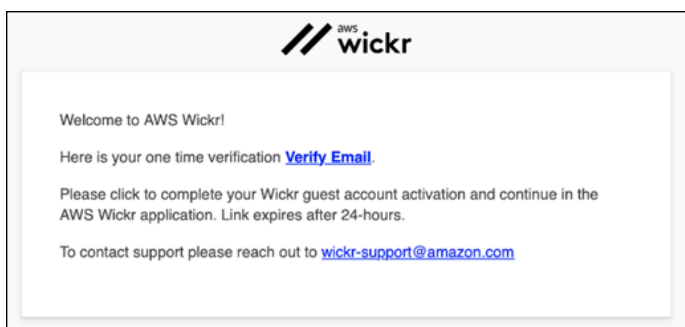 aws
wickr
Welcome to AWS Wickr!
Here is your one time verification Verify Email.
Please click to complete your Wickr guest account activation and continue in the
AWS Wickr application. Link expires after 24-hours.
To contact support please reach out to wickr-support@amazon.com